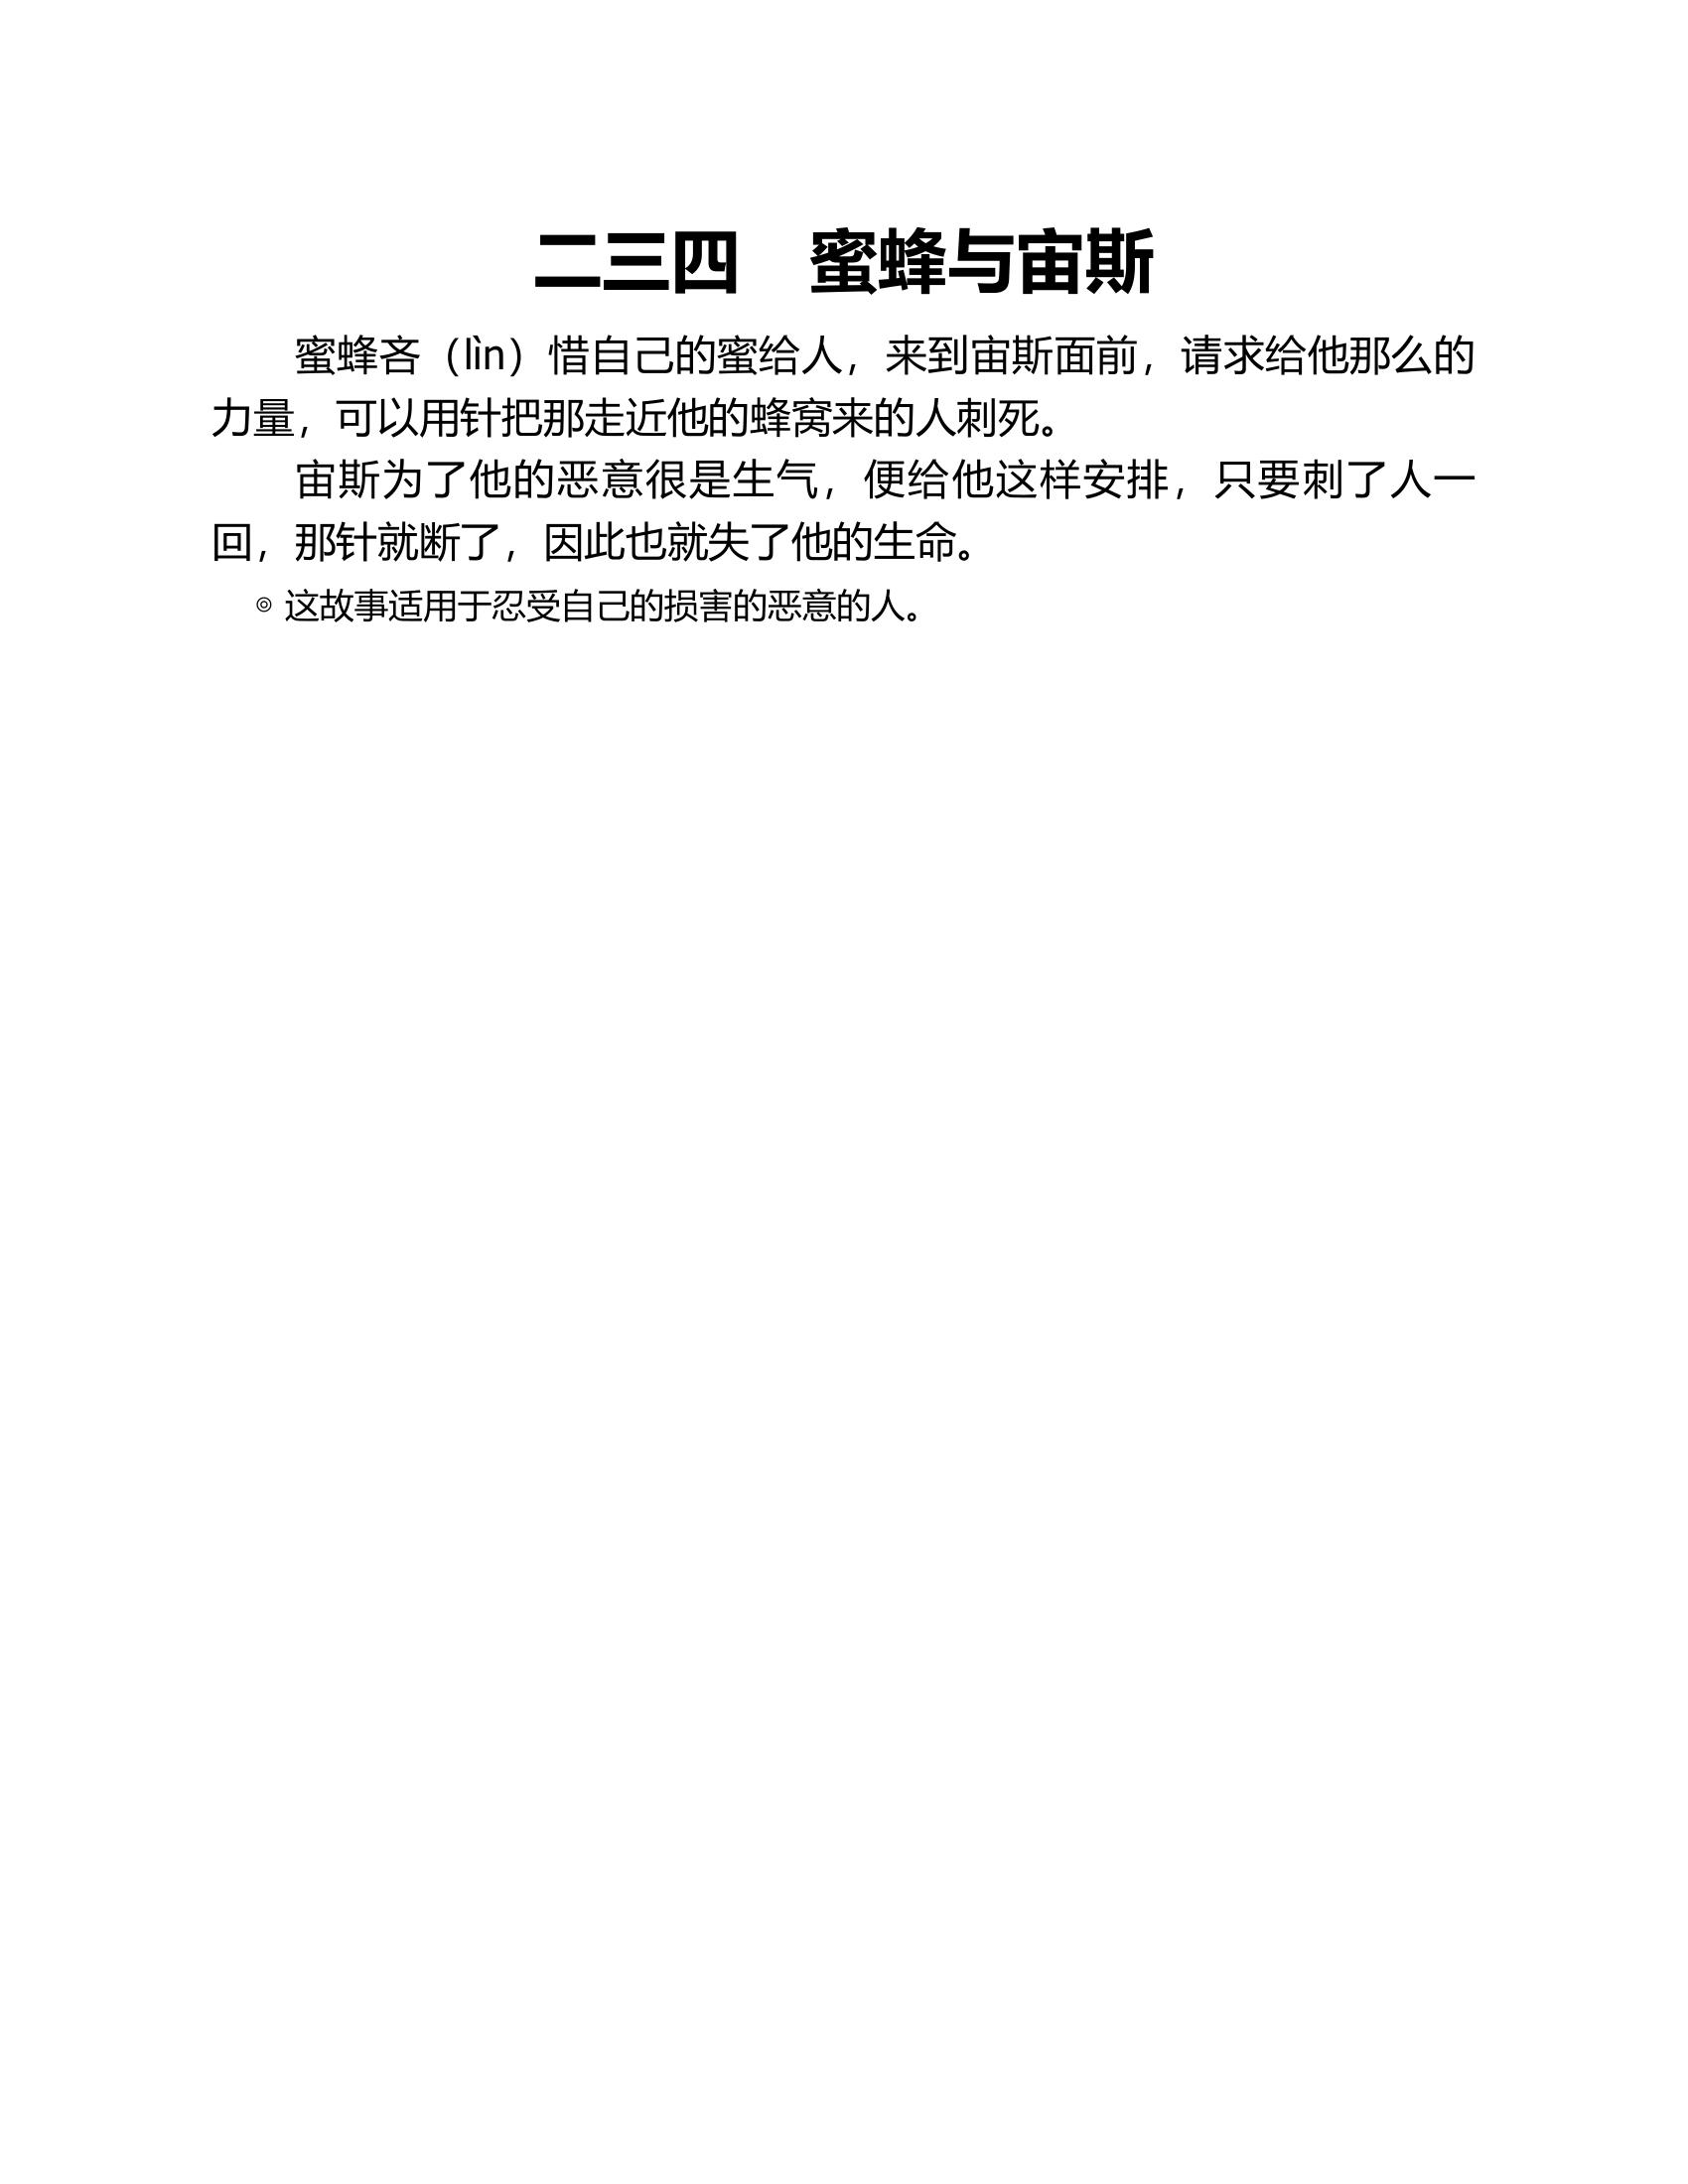 二三四　蜜蜂与宙斯
蜜蜂吝（lìn）惜自己的蜜给人，来到宙斯面前，请求给他那么的
力量，可以用针把那走近他的蜂窝来的人刺死。
宙斯为了他的恶意很是生气，便给他这样安排，只要刺了人一
回，那针就断了，因此也就失了他的生命。
◎ 这故事适用于忍受自己的损害的恶意的人。